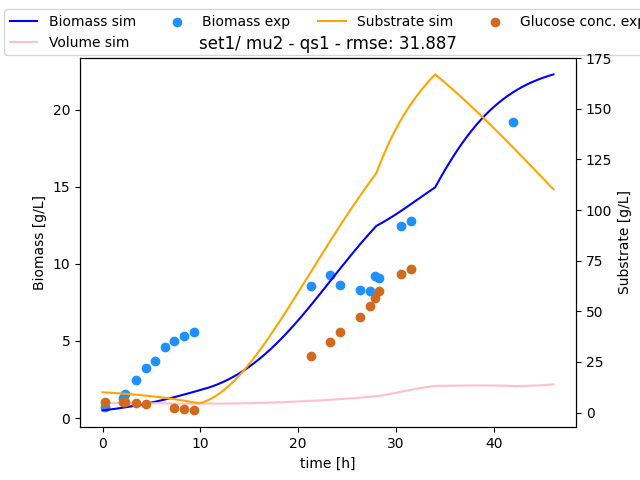 Biomass sim
Biomass exp
Substrate sim
Glucose conc. exp
Volume sim
set1/ mu2 - qs1 - rmse: 31.887
Biomass [g/L]
0
5
10
15
20
Substrate [g/L]
0
25
50
75
100
125
150
175
0
10
20
30
40
time [h]